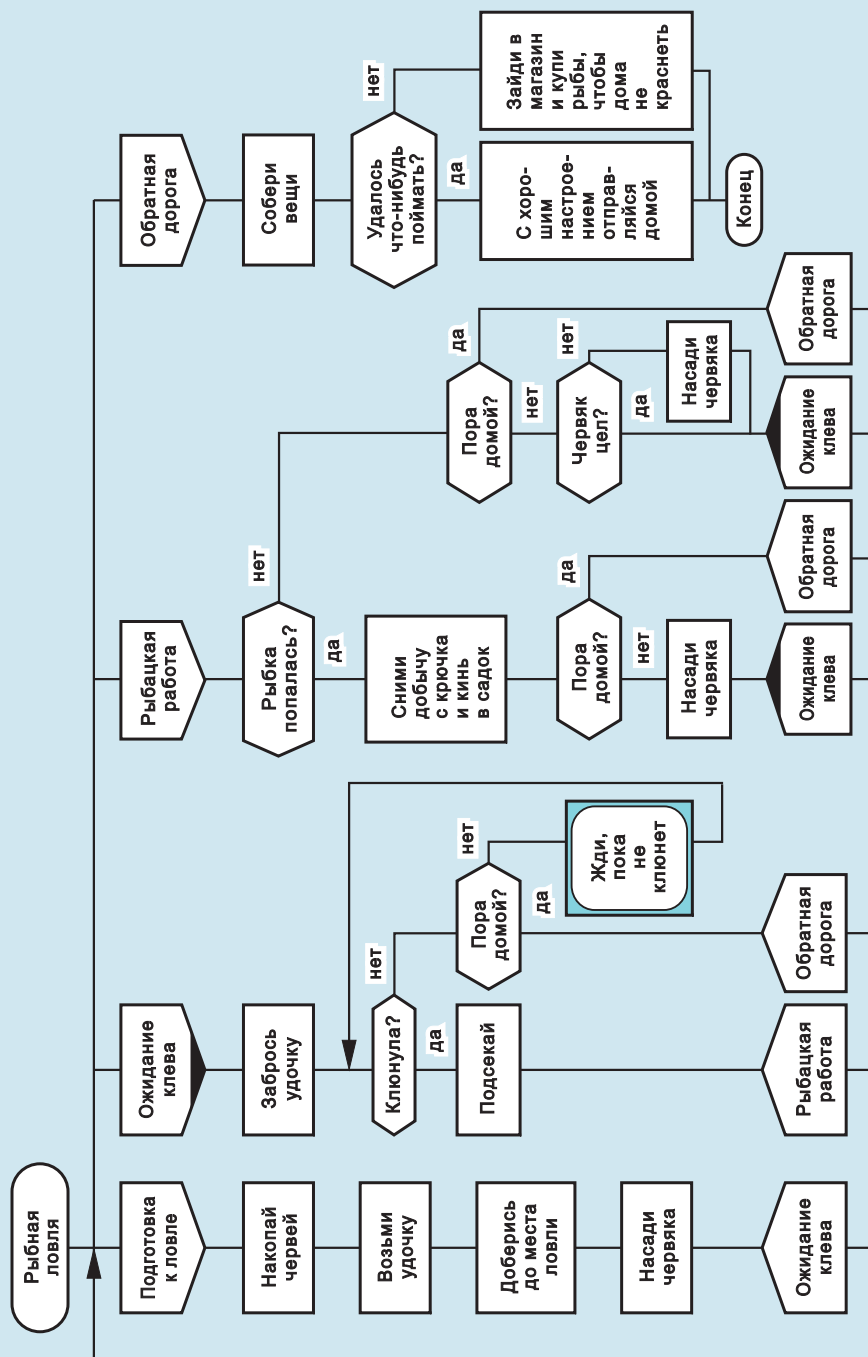 Рыбная
ловля
Подготовка
к ловле
Накопай
червей
Возьми
удочку
Доберись
до места
ловли
Насади
червяка
Ожидание
клева
Ожидание
клева
Забрось
удочку
Клюнула?
да
нет
Подсекай
Рыбацкая
работа
Пора
домой?
да
нет
Обратная
дорога
Жди,
пока
не
клюнет
Рыбацкая
работа
Рыбка
попалась?
да
нет
Сними
добычу
с крючка
и кинь
в садок
Пора
домой?
нет
да
Насади
червяка
Ожидание
клева
Обратная
дорога
Пора
домой?
нет
да
Червяк
цел?
да
нет
Насади
червяка
Ожидание
клева
Обратная
дорога
Обратная
дорога
Собери
вещи
Удалось
что-нибудь
поймать?
да
нет
С хоро-
шим
настрое-
нием
отправ-
ляйся
домой
Зайди в
магазин
и купи
рыбы,
чтобы
дома
не
краснеть
Конец